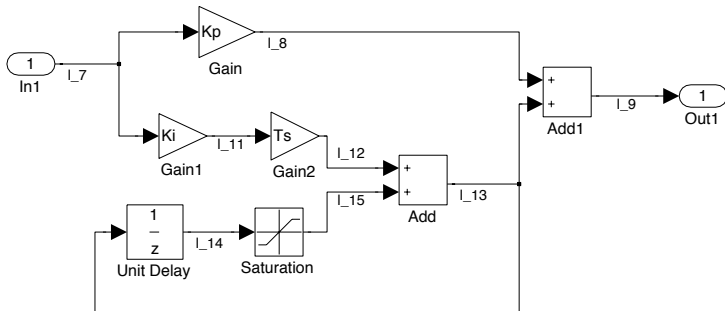 Kp
l_8
Gain
1
In1
l_7
+
+
Add1
l_9
1
Out1
Ki
l_11
Gain1
Ts
l_12
Gain2
+
+
Add
l_13
l_15
1
z
Unit Delay
l_14
Saturation